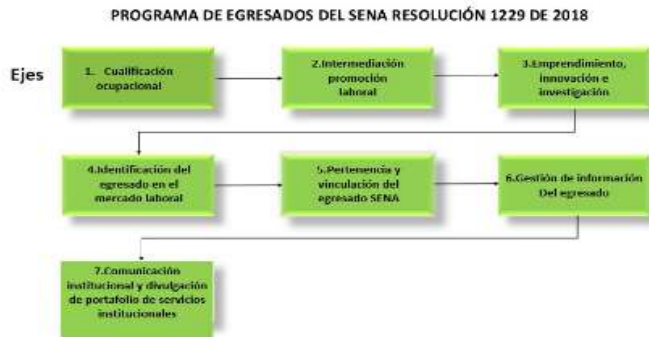 PROGRAMA DE EGRESADOS DEL SENA RESOLUCIÓN 1229 DE 2018
Ejes
1. Cualificación
ocupacional
2.Intermediación
promoción
laboral
3.Emprendimiento,
innovación e
investigación
4.Identificación del
egresado en el
mercado laboral
5.Pertenencia y
vinculación del
egresado SENA
6.Gestión de información
Del egresado
7.Comunicación
institucional y divulgación
de portafolio de servicios
institucionales